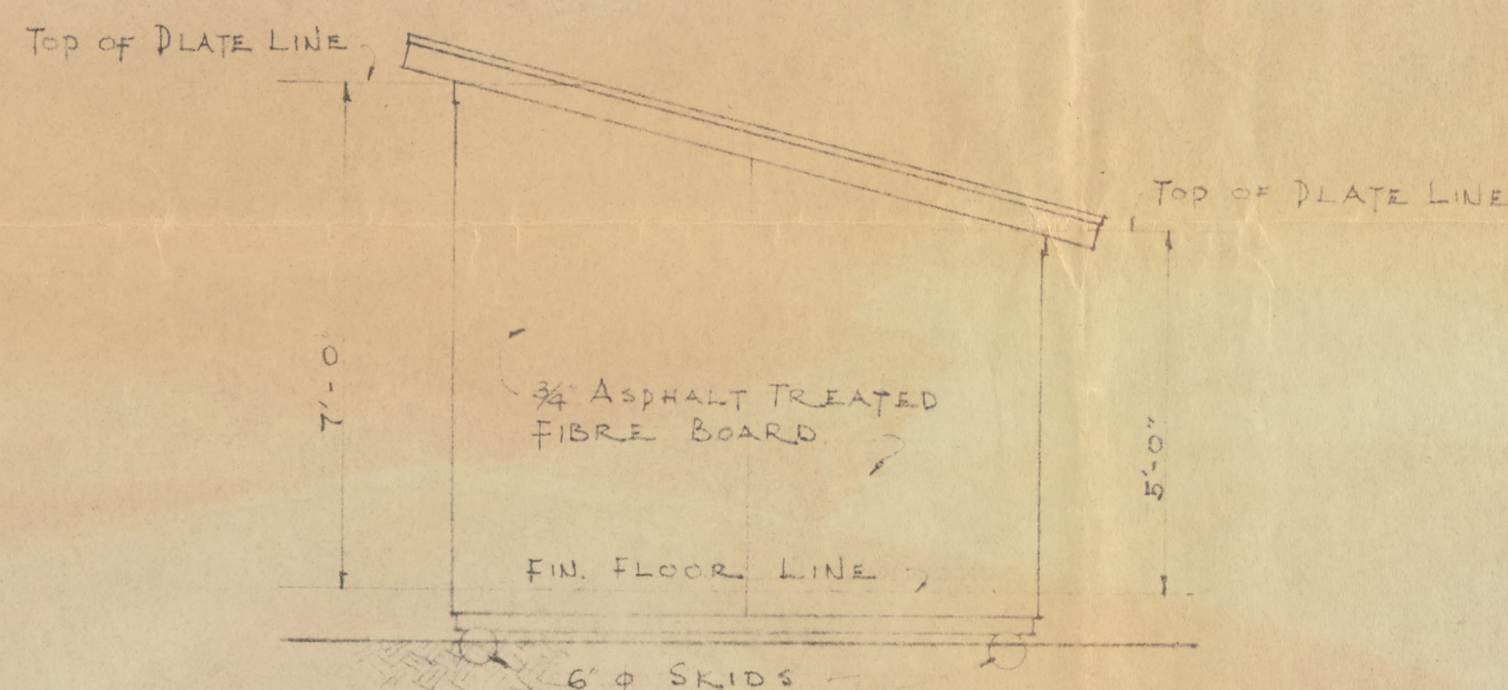 TOP OF PLATE LINE
TOP OF PLATE LINE
7'-0
3/4" ASPHALT TREATED
FIBRE BOARD
5'-0"
FIN. FLOOR LINE
6" φ SKIDS